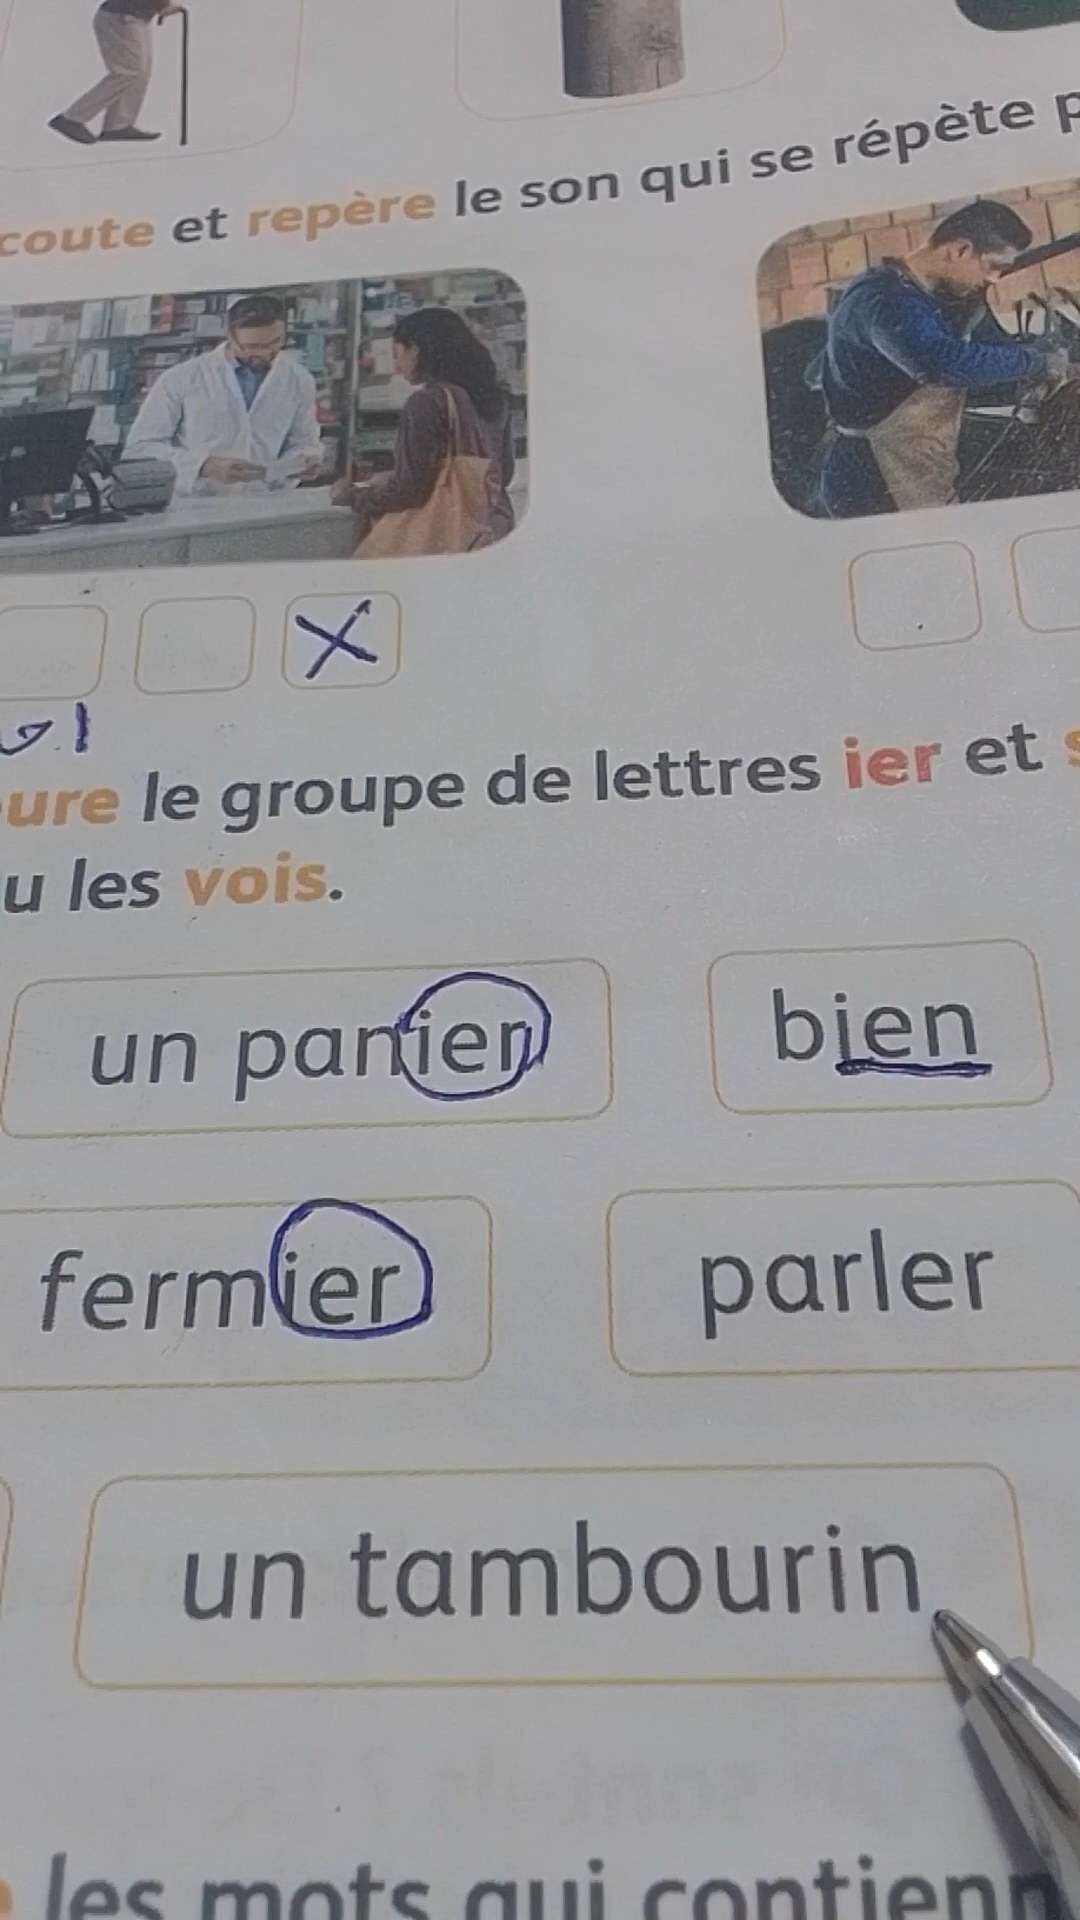 coute et repère le son qui se répète p
ure le groupe de lettres ier et s
u les vois.
un panier
bien
fermier
parler
un tambourin
les mots qui contienn